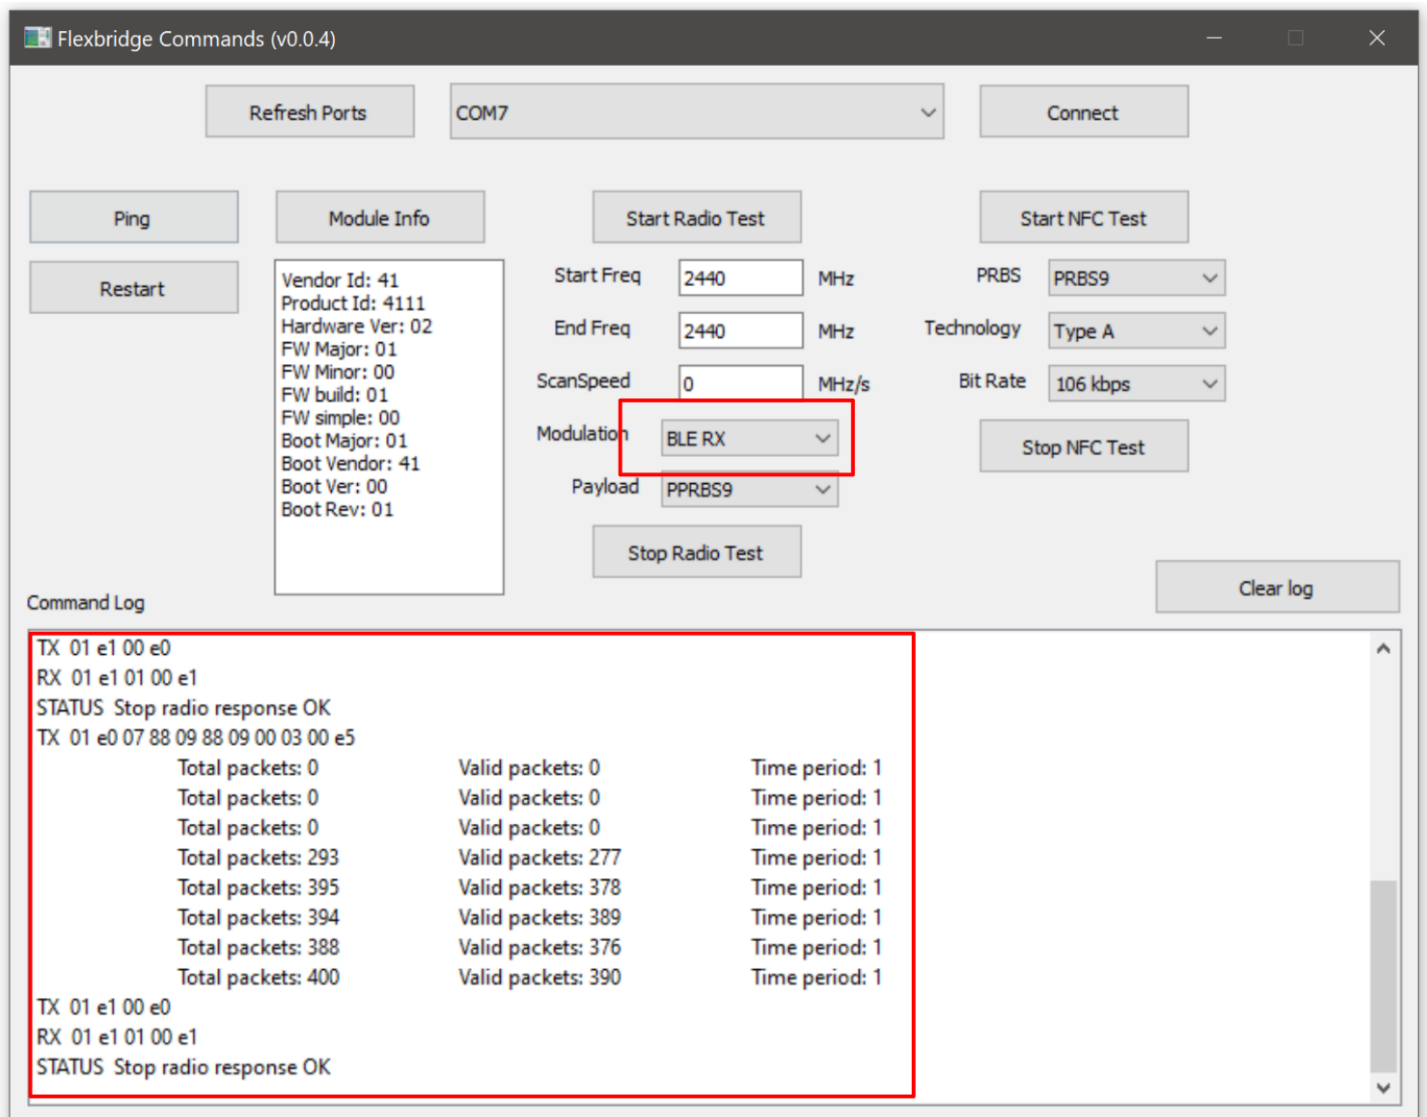 Flexbridge Commands (v0.0.4)
Refresh Ports
COM7
Connect
Ping
Module Info
Start Radio Test
Start NFC Test
Restart
Vendor Id: 41
Product Id: 4111
Hardware Ver: 02
FW Major: 01
FW Minor: 00
FW build: 01
FW simple: 00
Boot Major: 01
Boot Vendor: 41
Boot Ver: 00
Boot Rev: 01
Start Freq 2440 MHz
End Freq 2440 MHz
ScanSpeed 0 MHz/s
Modulation BLE RX
Payload PPRBS9
Stop Radio Test
PRBS PRBS9
Technology Type A
Bit Rate 106 kbps
Stop NFC Test
Clear log
Command Log
TX 01 e1 00 e0
RX 01 e1 01 00 e1
STATUS Stop radio response OK
TX 01 e0 07 88 09 88 09 00 03 00 e5
Total packets: 0 Valid packets: 0 Time period: 1
Total packets: 0 Valid packets: 0 Time period: 1
Total packets: 0 Valid packets: 0 Time period: 1
Total packets: 293 Valid packets: 277 Time period: 1
Total packets: 395 Valid packets: 378 Time period: 1
Total packets: 394 Valid packets: 389 Time period: 1
Total packets: 388 Valid packets: 376 Time period: 1
Total packets: 400 Valid packets: 390 Time period: 1
TX 01 e1 00 e0
RX 01 e1 01 00 e1
STATUS Stop radio response OK